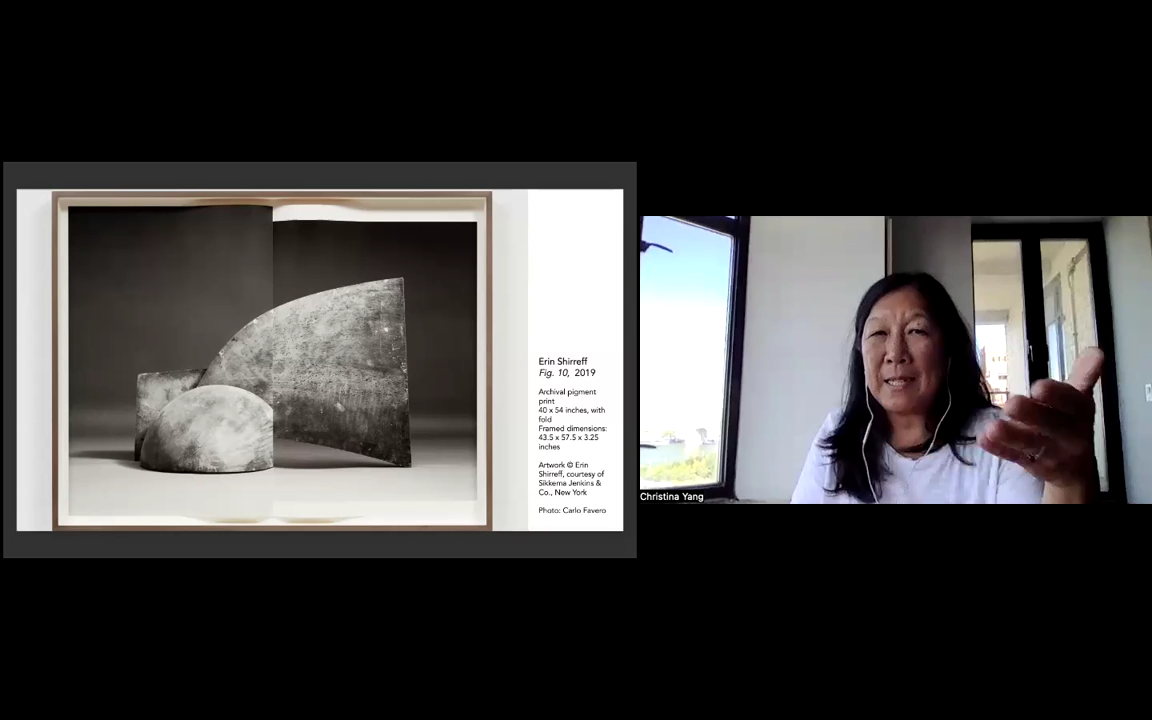 Erin Shirreff
Fig. 10, 2019
Archival pigment
print
40 x 54 inches, with
fold
Framed dimensions:
43.5 x 57.5 x 3.25
inches
Artwork © Erin
Shirreff, courtesy of
Sikkema Jenkins &
Co., New York
Photo: Carlo Favero
Christina Yang